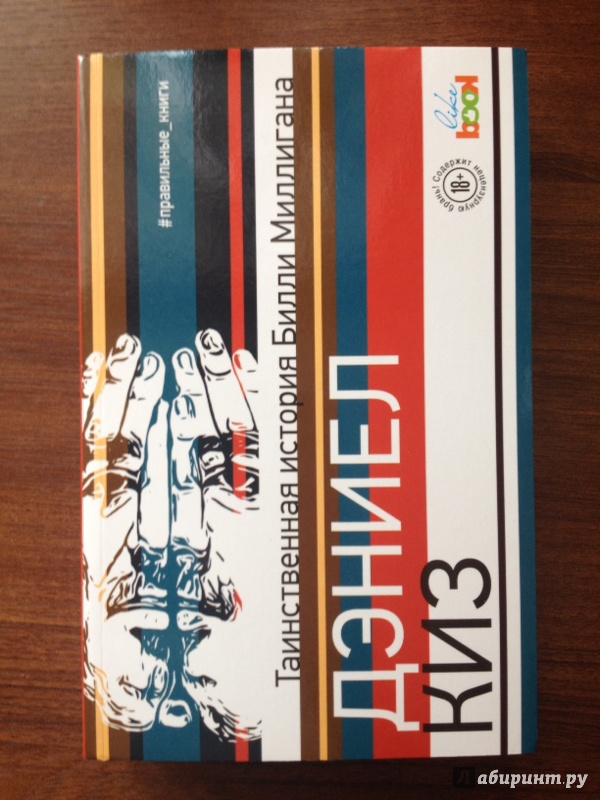 #правильные_книги
Таинственная история Билли Миллигана
ДЭНИЕЛ
КИЗ
like
book
18+
Содержит нецензурную брань!
Лабиринт.ру